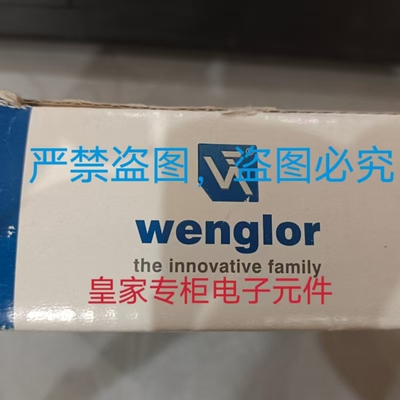 严禁盗图，盗图必究
wenglor
the innovative family
皇家专柜电子元件